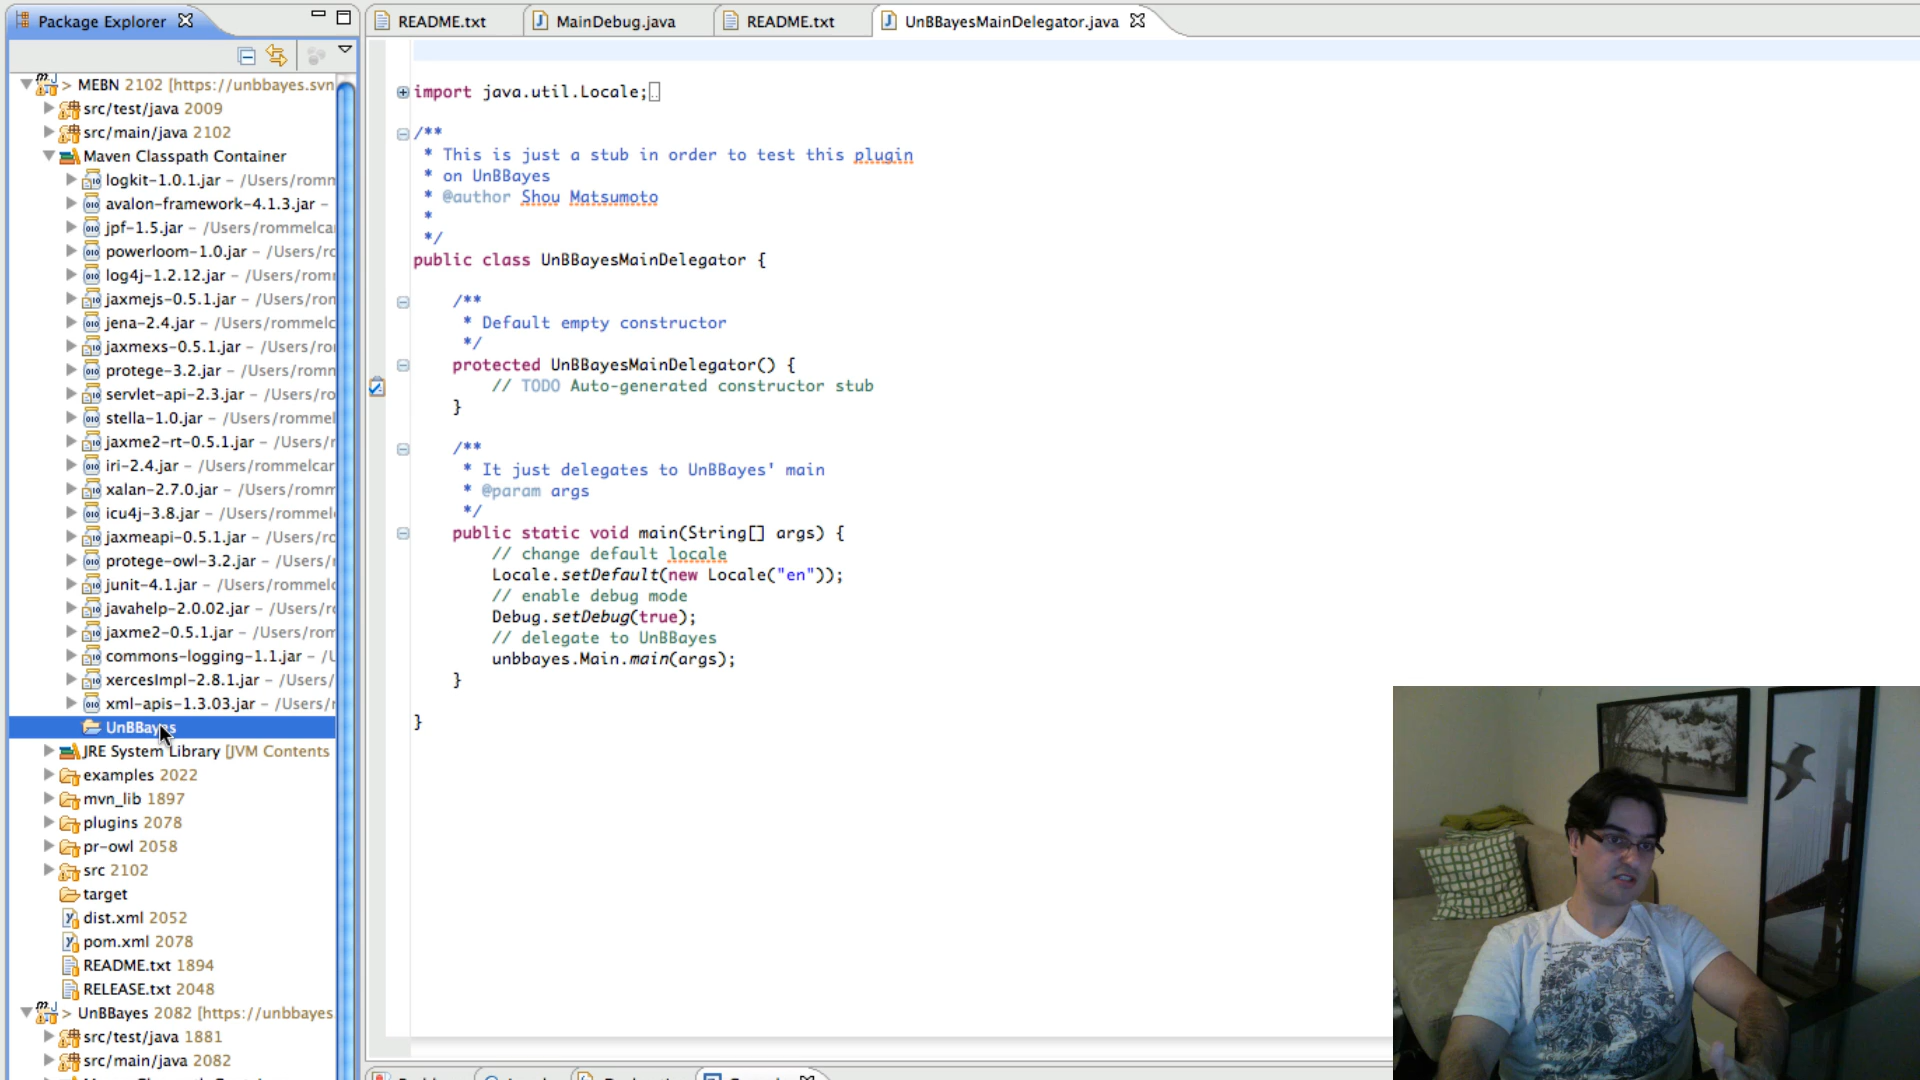 Package Explorer
README.txt
MainDebug.java
README.txt
UnBBayesMainDelegator.java
> MEBN 2102 [https://unbbayes.svn
src/test/java 2009
src/main/java 2102
Maven Classpath Container
logkit-1.0.1.jar - /Users/romm
avalon-framework-4.1.3.jar -
jpf-1.5.jar - /Users/rommelca
powerloom-1.0.jar - /Users/ro
log4j-1.2.12.jar - /Users/rom
jaxmejs-0.5.1.jar - /Users/ron
jena-2.4.jar - /Users/rommelc
jaxmexs-0.5.1.jar - /Users/ro
protege-3.2.jar - /Users/romn
servlet-api-2.3.jar - /Users/r
stella-1.0.jar - /Users/rommel
jaxme2-rt-0.5.1.jar - /Users/r
iri-2.4.jar - /Users/rommelcar
xalan-2.7.0.jar - /Users/romm
icu4j-3.8.jar - /Users/rommel
jaxmeapi-0.5.1.jar - /Users/r
protege-owl-3.2.jar - /Users/
junit-4.1.jar - /Users/rommelc
javahelp-2.0.02.jar - /Users/r
jaxme2-0.5.1.jar - /Users/rom
commons-logging-1.1.jar - /U
xercesImpl-2.8.1.jar - /Users/
xml-apis-1.3.03.jar - /Users/r
UnBBayes
JRE System Library [JVM Contents
examples 2022
mvn_lib 1897
plugins 2078
pr-owl 2058
src 2102
target
dist.xml 2052
pom.xml 2078
README.txt 1894
RELEASE.txt 2048
> UnBBayes 2082 [https://unbbayes
src/test/java 1881
src/main/java 2082
import java.util.Locale;
/**
* This is just a stub in order to test this plugin
* on UnBBayes
* @author Shou Matsumoto
*
*/
public class UnBBayesMainDelegator {
/**
* Default empty constructor
*/
protected UnBBayesMainDelegator() {
// TODO Auto-generated constructor stub
}
/**
* It just delegates to UnBBayes' main
* @param args
*/
public static void main(String[] args) {
// change default locale
Locale.setDefault(new Locale("en"));
// enable debug mode
Debug.setDebug(true);
// delegate to UnBBayes
unbbayes.Main.main(args);
}
}